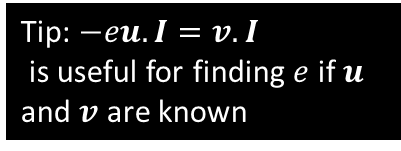 Tip: −eu.I = v.I
is useful for finding e if u
and v are known